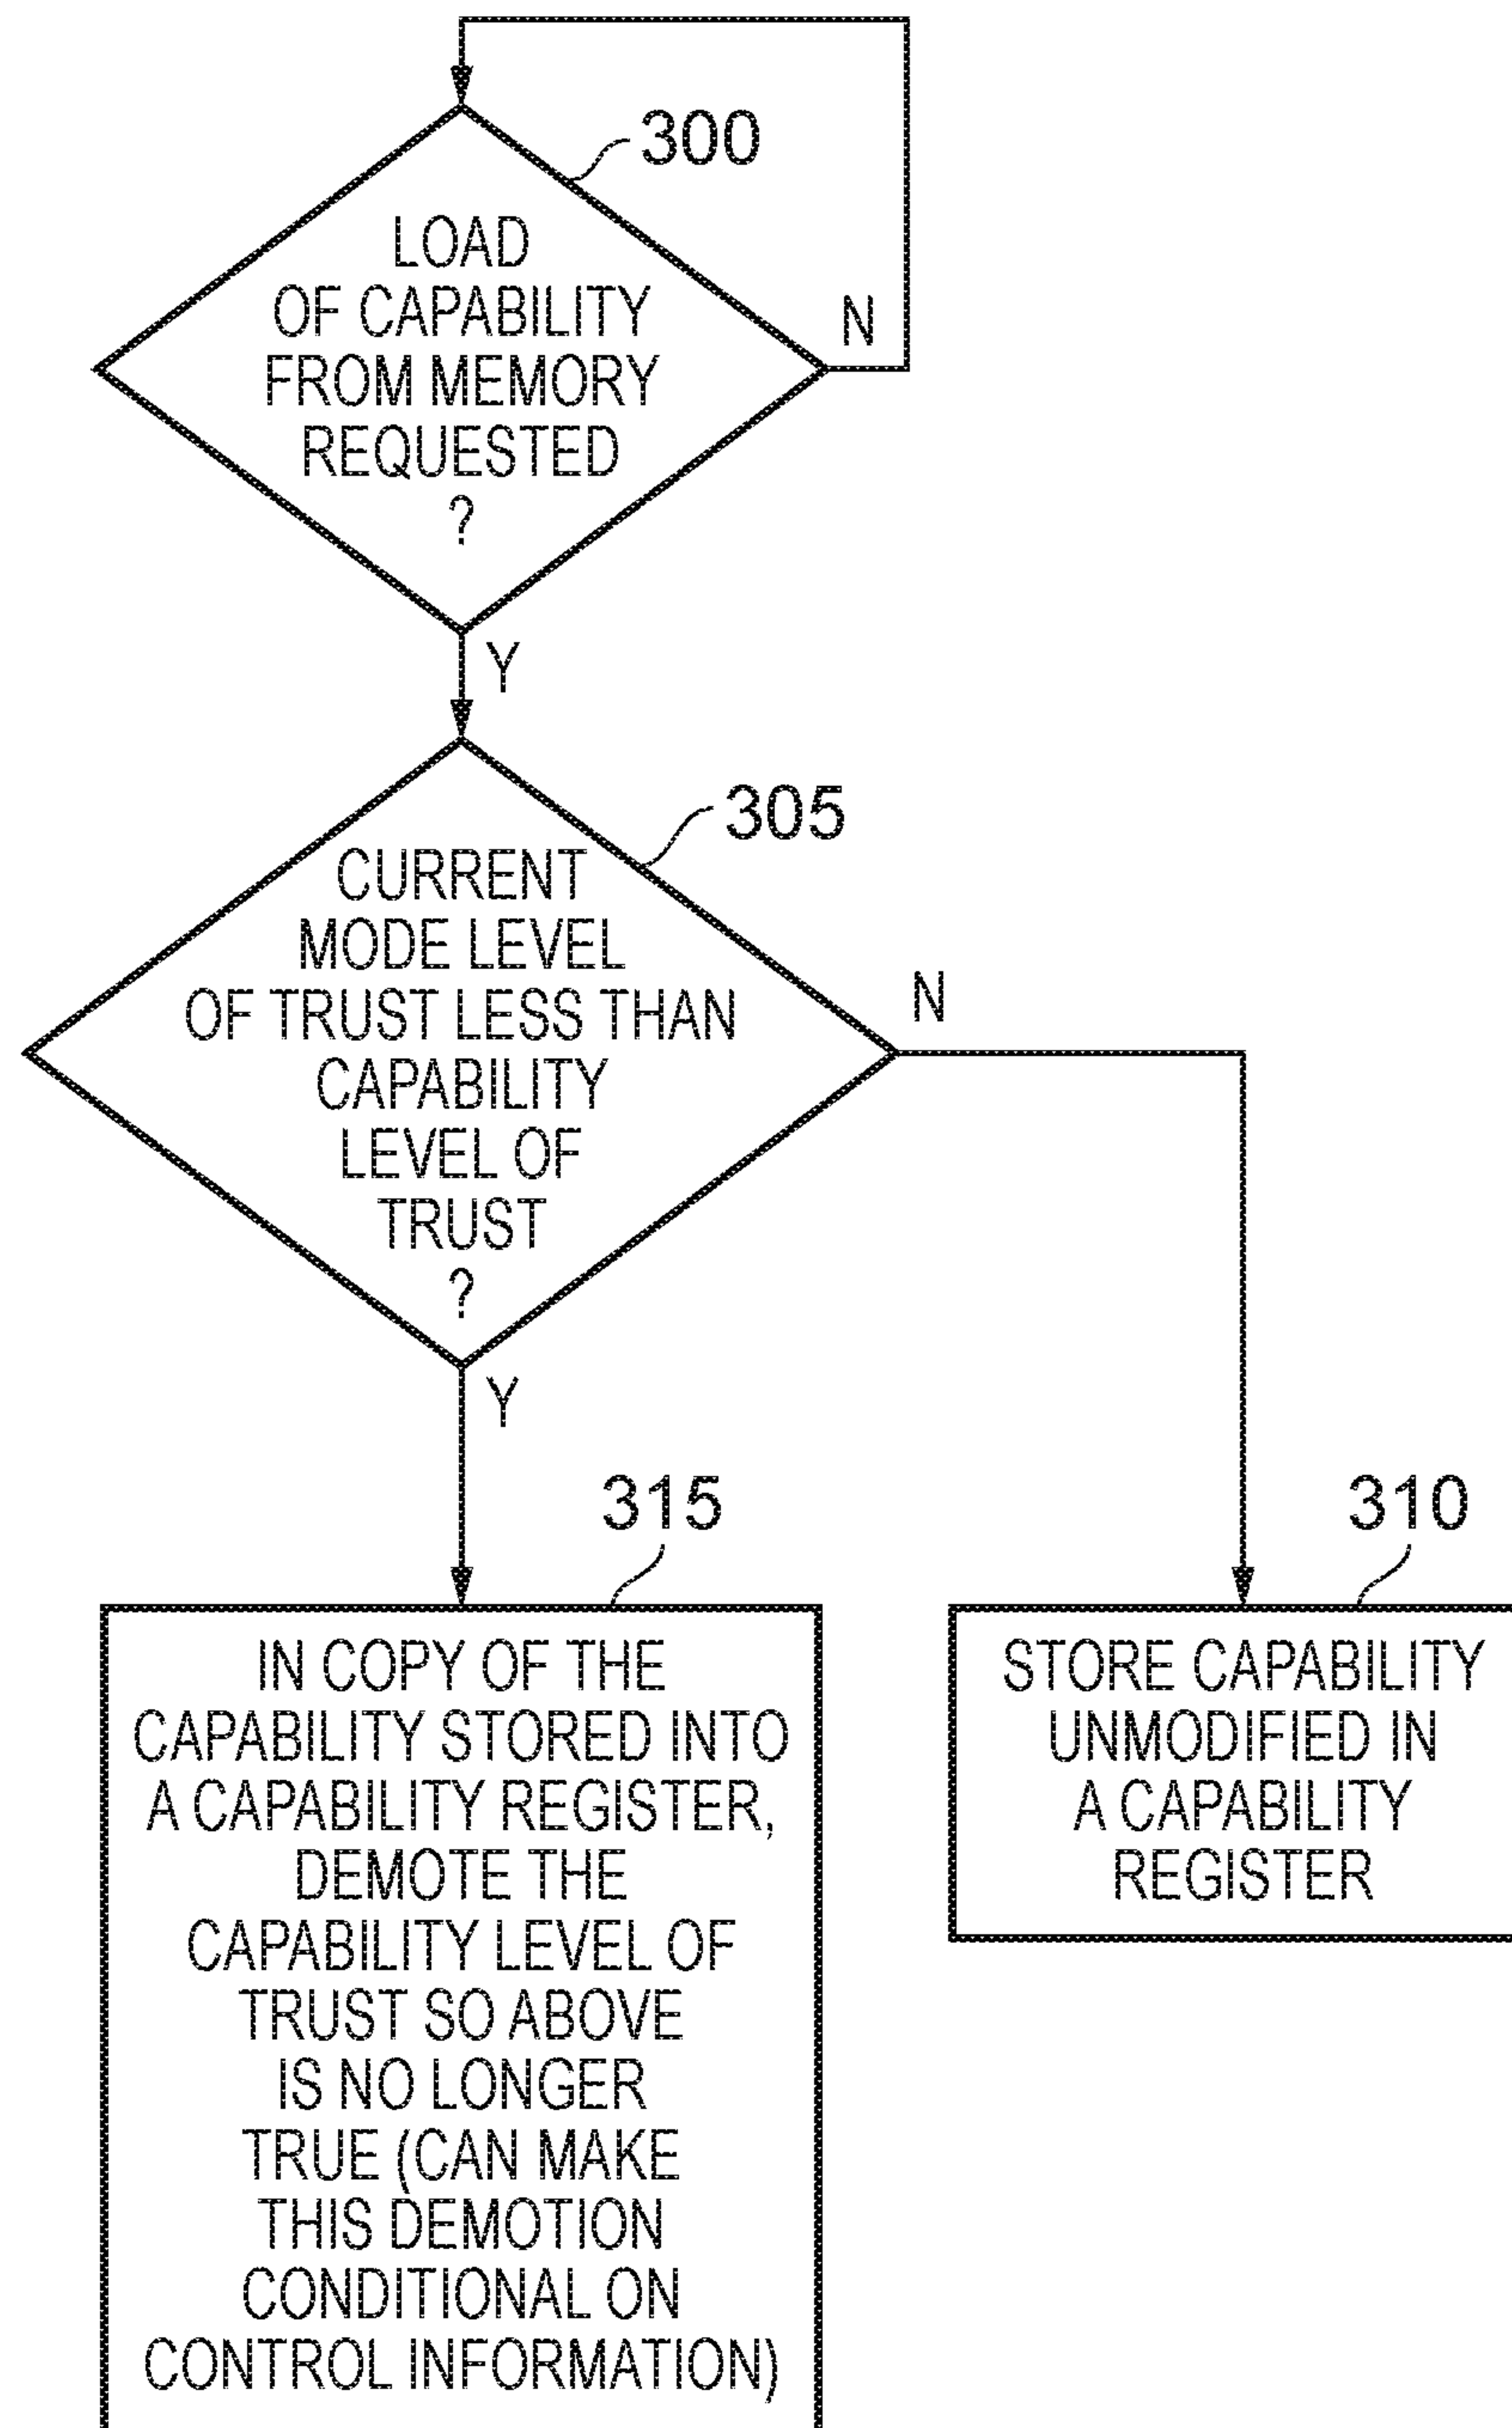 300
LOAD
OF CAPABILITY
FROM MEMORY
REQUESTED
?
N
Y
305
CURRENT
MODE LEVEL
OF TRUST LESS THAN
CAPABILITY
LEVEL OF
TRUST
?
N
Y
315
IN COPY OF THE
CAPABILITY STORED INTO
A CAPABILITY REGISTER,
DEMOTE THE
CAPABILITY LEVEL OF
TRUST SO ABOVE
IS NO LONGER
TRUE (CAN MAKE
THIS DEMOTION
CONDITIONAL ON
CONTROL INFORMATION)
310
STORE CAPABILITY
UNMODIFIED IN
A CAPABILITY
REGISTER